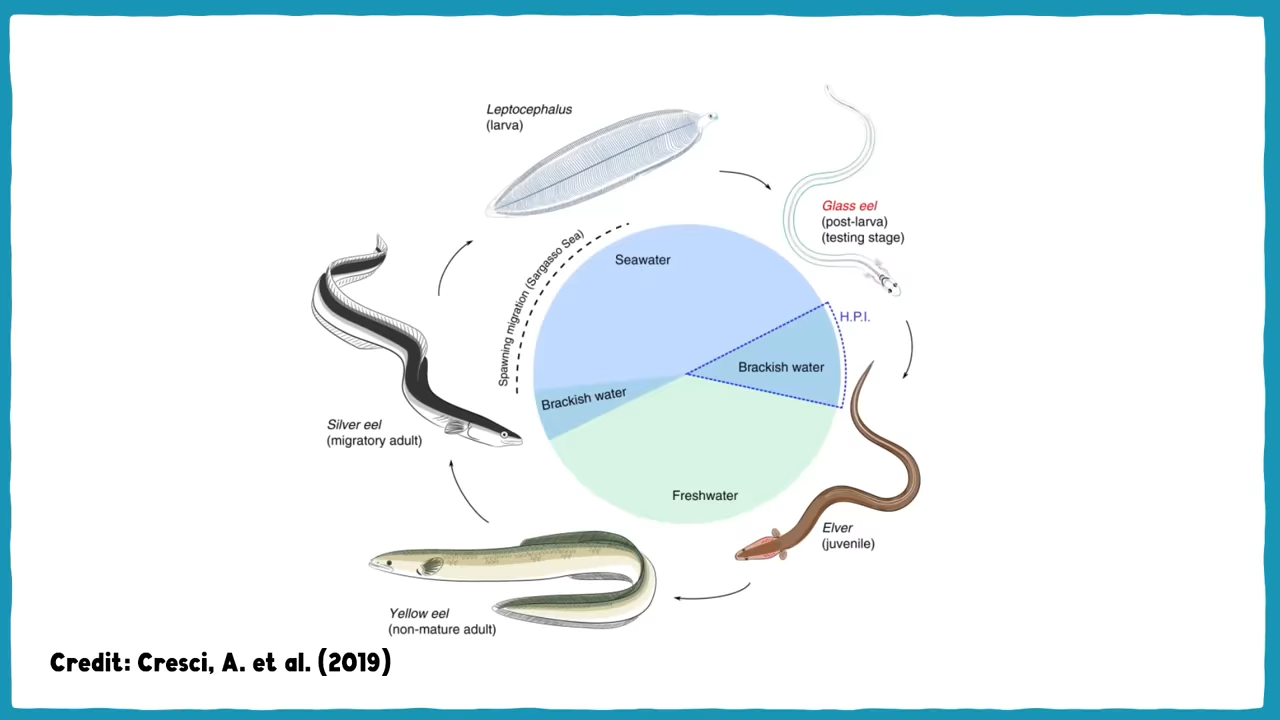 Leptocephalus
(larva)
Glass eel
(post-larva)
(testing stage)
Spawning migration (Sargasso Sea)
Seawater
H.P.I.
Brackish water
Brackish water
Silver eel
(migratory adult)
Freshwater
Elver
(juvenile)
Yellow eel
(non-mature adult)
Credit: Cresci, A. et al. (2019)